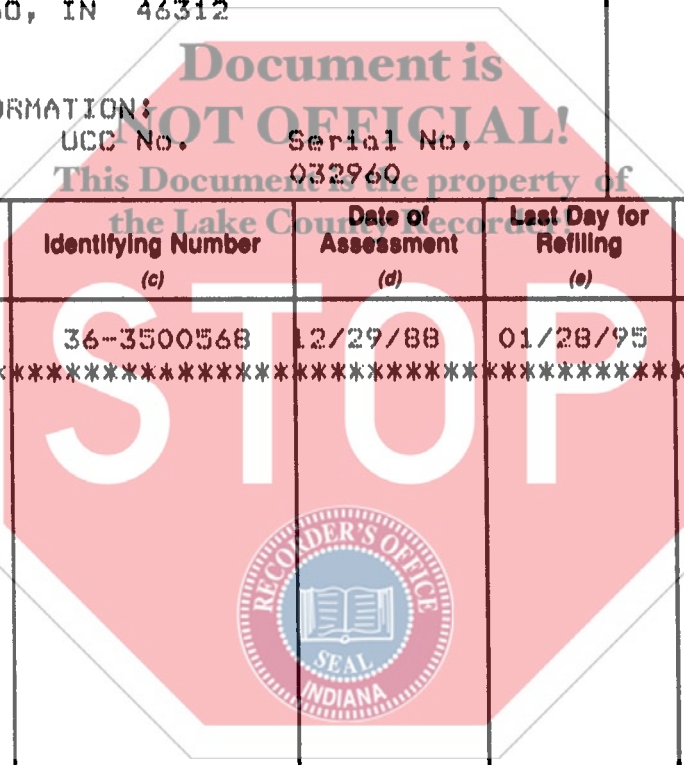 O, IN 46312
Document is
ORMATION:
NOT OFFICIAL!
UCC No. Serial No.
032960
This Document is the property of
the Lake County Recorder!
Identifying Number
(c)
Date of
Assessment
(d)
Last Day for
Refiling
(e)
36-3500568 12/29/88 01/28/95
************************************
STOP
RECORDER'S OFFICE
SEAL
INDIANA